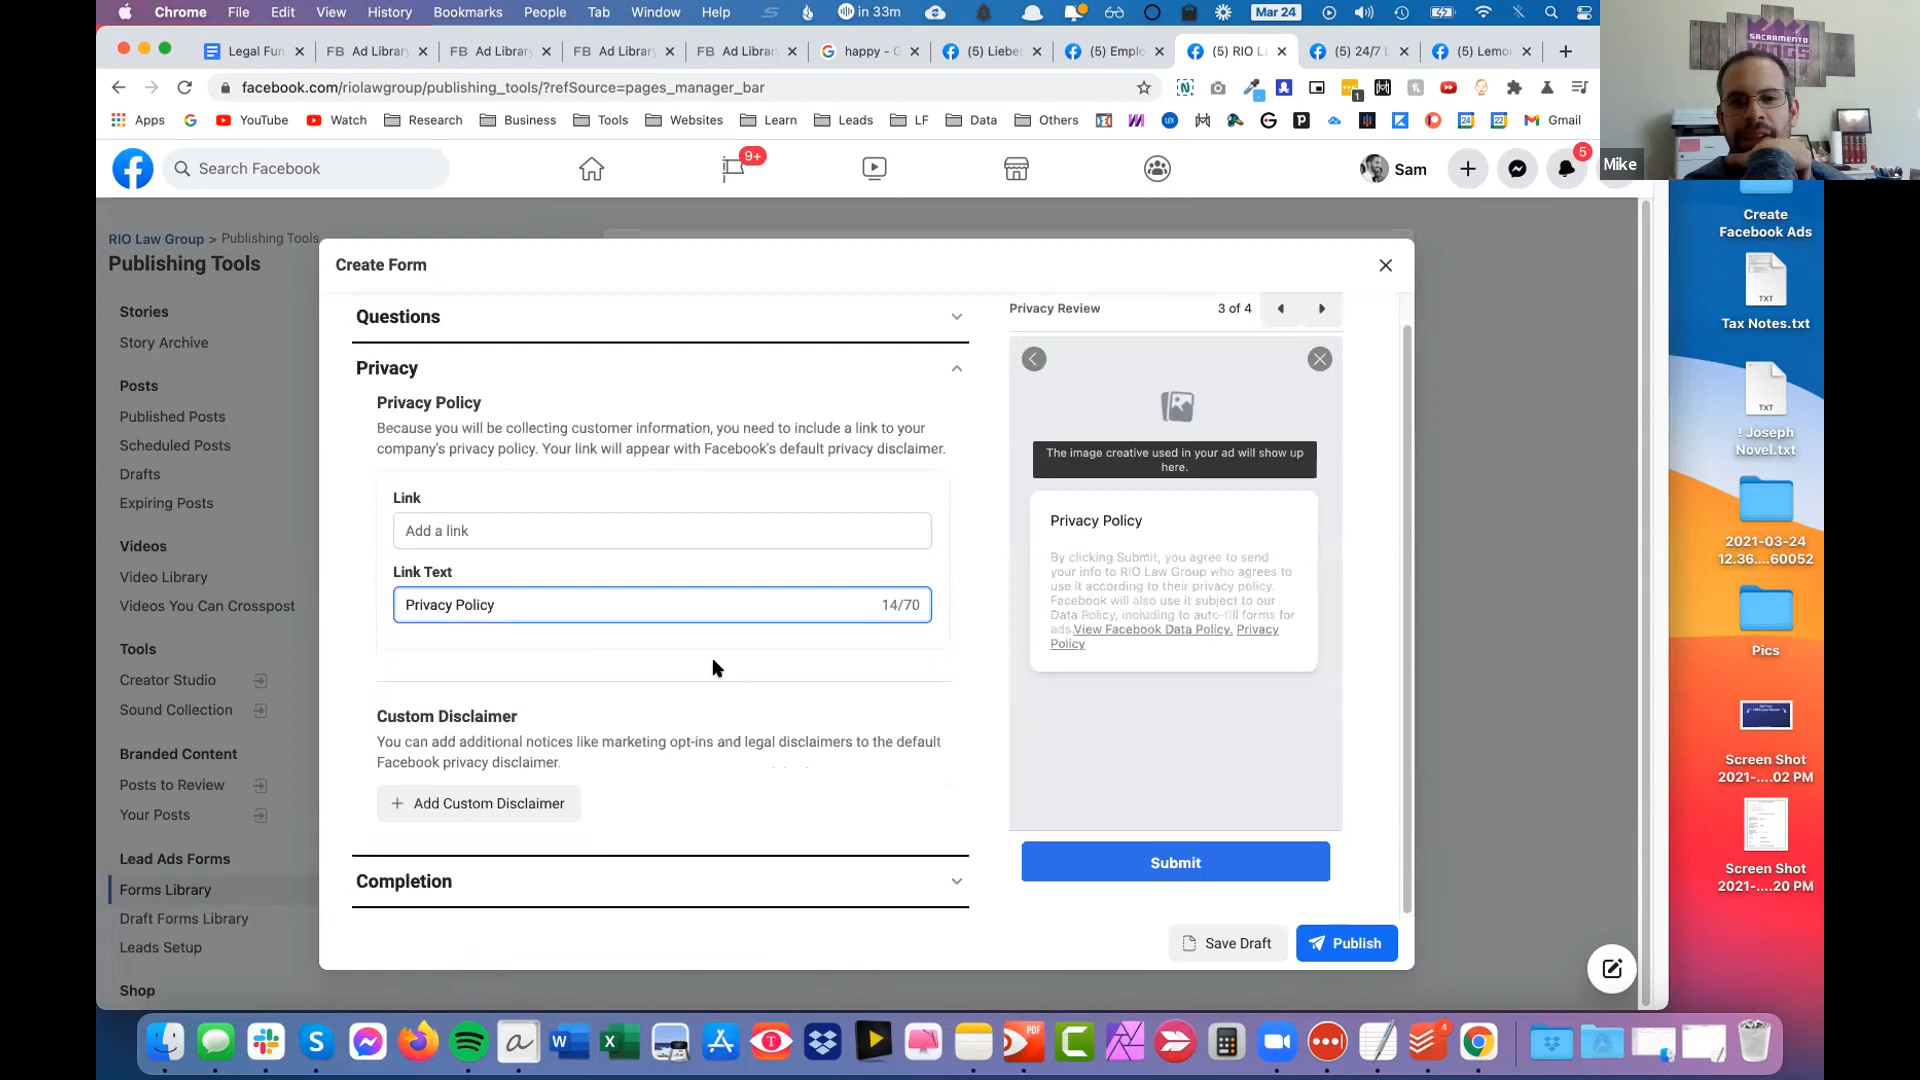 Chrome File Edit View History Bookmarks People Tab Window Help in 33m Mar 24
Legal Fun FB Ad Library FB Ad Library FB Ad Library FB Ad Library happy - G (5) Lieber (5) Emplo (5) RIO L (5) 24/7 L (5) Lemo
facebook.com/riolawgroup/publishing_tools/?refSource=pages_manager_bar
Apps YouTube Watch Research Business Tools Websites Learn Leads LF Data Others Gmail
SACRAMENTO
KINGS
Mike
Search Facebook 9+ Sam 5
RIO Law Group > Publishing Tools
Publishing Tools
Stories
Story Archive
Posts
Published Posts
Scheduled Posts
Drafts
Expiring Posts
Videos
Video Library
Videos You Can Crosspost
Tools
Creator Studio
Sound Collection
Branded Content
Posts to Review
Your Posts
Lead Ads Forms
Forms Library
Draft Forms Library
Leads Setup
Shop
Create Form
Questions
Privacy
Privacy Policy
Because you will be collecting customer information, you need to include a link to your
company's privacy policy. Your link will appear with Facebook's default privacy disclaimer.
Link
Add a link
Link Text
Privacy Policy 14/70
Custom Disclaimer
You can add additional notices like marketing opt-ins and legal disclaimers to the default
Facebook privacy disclaimer.
+ Add Custom Disclaimer
Completion
Privacy Review 3 of 4
The image creative used in your ad will show up
here.
Privacy Policy
By clicking Submit, you agree to send
your info to RIO Law Group who agrees to
use it according to their privacy policy.
Facebook will also use it subject to our
Data Policy, including to auto-fill forms for
ads.View Facebook Data Policy. Privacy
Policy
Submit
Save Draft Publish
Create
Facebook Ads
TXT
Tax Notes.txt
TXT
! Joseph
Novel.txt
2021-03-24
12.36....60052
Pics
Screen Shot
2021-....02 PM
Screen Shot
2021-....20 PM